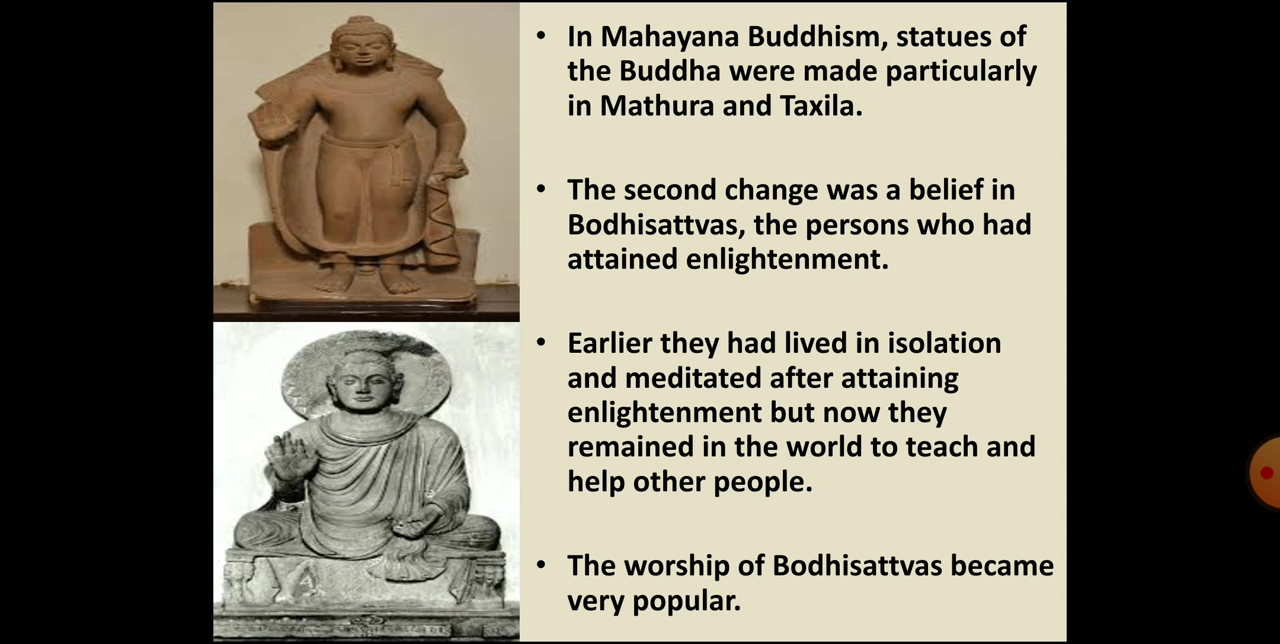 • In Mahayana Buddhism, statues of
the Buddha were made particularly
in Mathura and Taxila.
• The second change was a belief in
Bodhisattvas, the persons who had
attained enlightenment.
• Earlier they had lived in isolation
and meditated after attaining
enlightenment but now they
remained in the world to teach and
help other people.
• The worship of Bodhisattvas became
very popular.